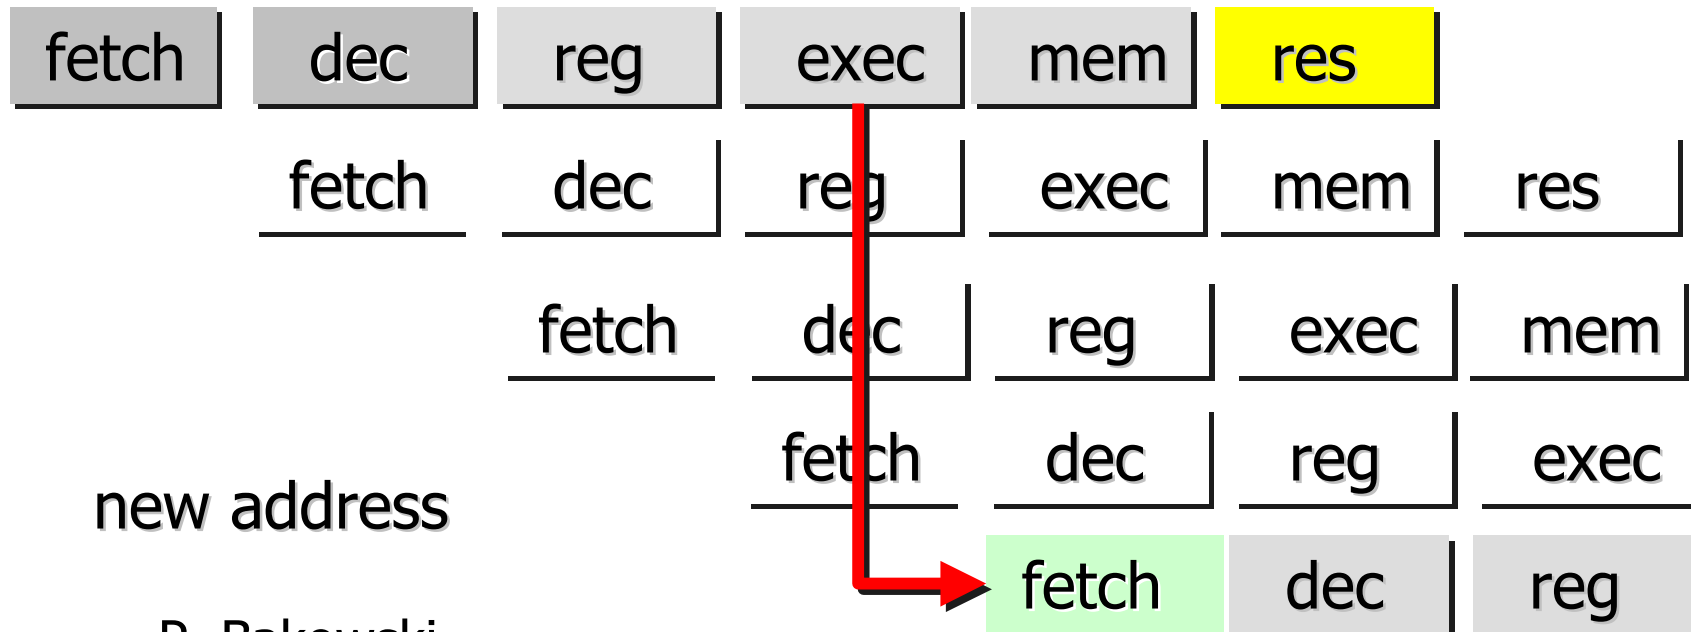 fetch dec reg exec mem res
fetch dec reg exec mem res
fetch dec reg exec mem
fetch dec reg exec
new address
fetch dec reg
P. Bakowski